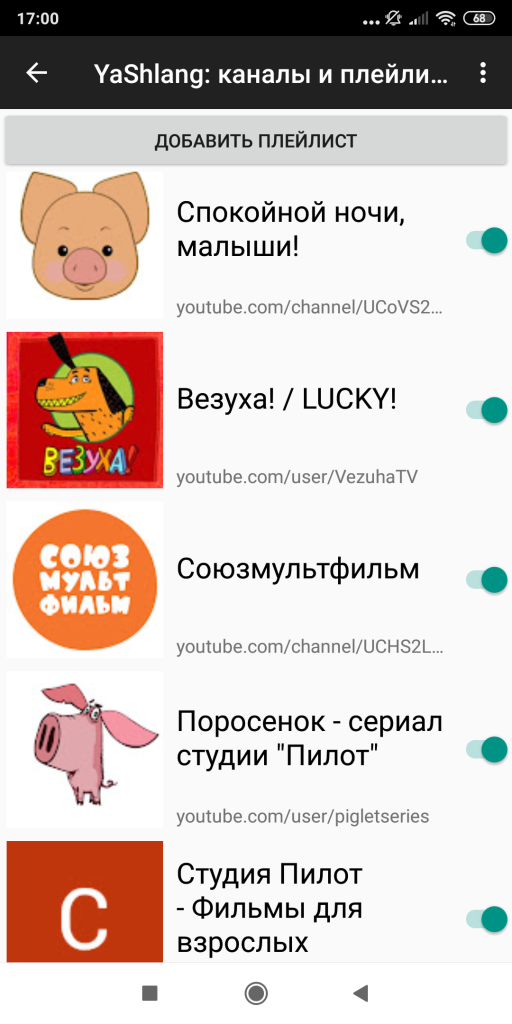 17:00
68
YaShlang: каналы и плейли...
ДОБАВИТЬ ПЛЕЙЛИСТ
Спокойной ночи,
малыши!
youtube.com/channel/UCoVS2...
ВЕЗУХА!
Везуха! / LUCKY!
youtube.com/user/VezuhaTV
СОЮЗ
МУЛЬТ
ФИЛЬМ
Союзмультфильм
youtube.com/channel/UCHS2L...
Поросенок - сериал
студии "Пилот"
youtube.com/user/pigletseries
С
Студия Пилот
- Фильмы для
взрослых